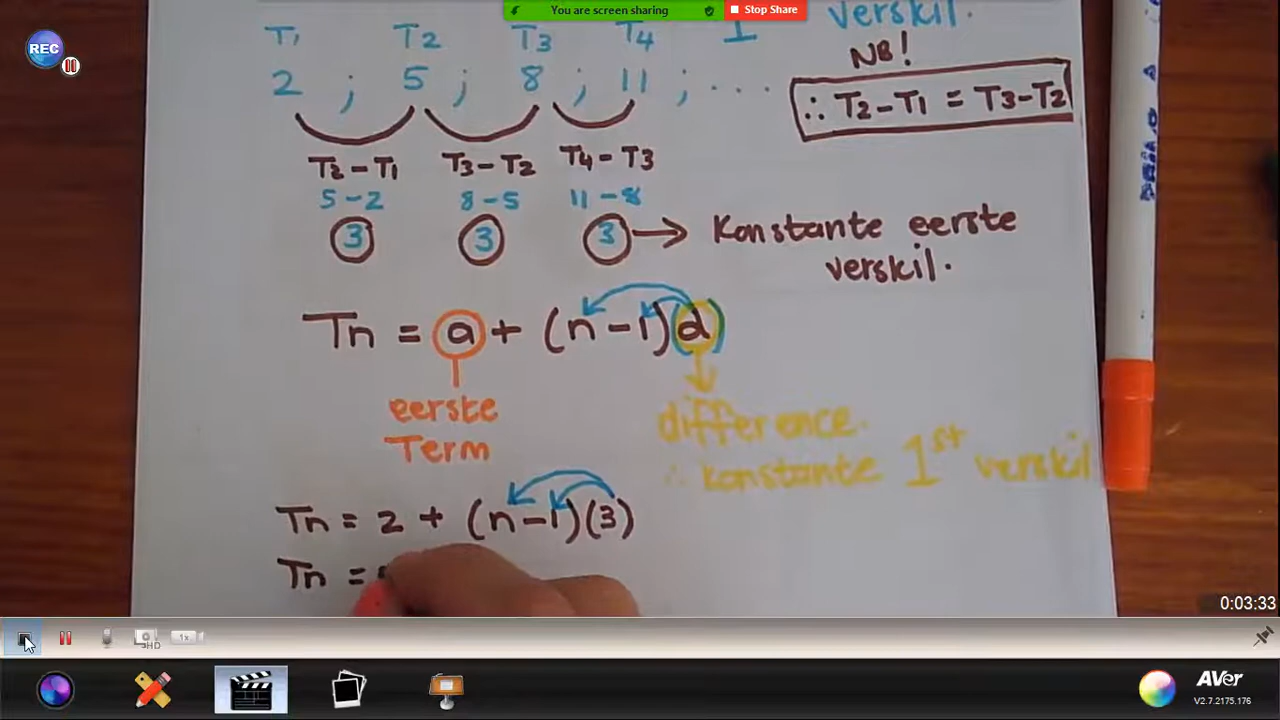 You are screen sharing Stop Share
REC
verskil.
T1 T2 T3 T4 1
NB!
2 ; 5 ; 8 ; 11 ; ...
∴ T2-T1 = T3-T2
T2-T1 T3-T2 T4-T3
5-2 8-5 11-8
3 3 3 → Konstante eerste
verskil.
Tn = a + (n-1)(d)
eerste
Term
difference.
∴ konstante 1st verskil
Tn = 2 + (n-1)(3)
Tn =
0:03:33
HD
1x
AVer
V2.7.2175.176